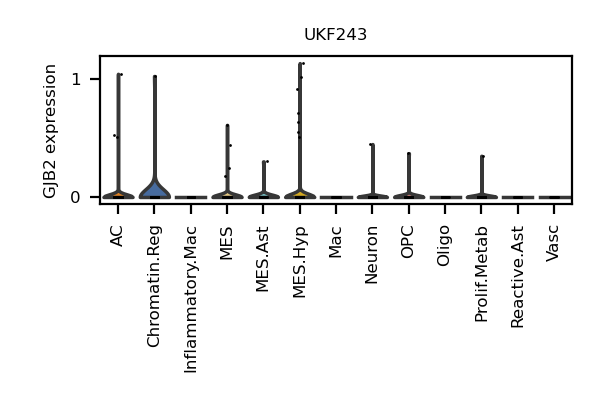 UKF243
GJB2 expression
1
0
AC
Chromatin.Reg
Inflammatory.Mac
MES
MES.Ast
MES.Hyp
Mac
Neuron
OPC
Oligo
Prolif.Metab
Reactive.Ast
Vasc